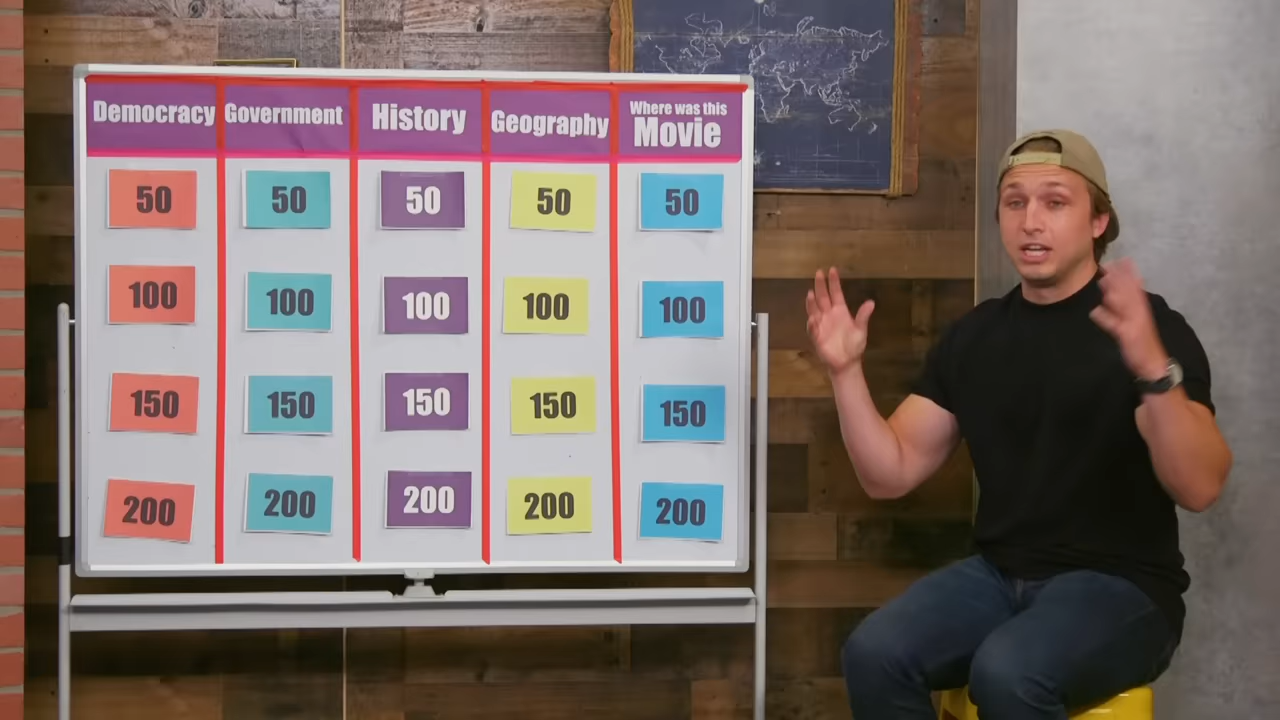 Democracy Government History Geography Where was this
Movie
50 50 50 50 50
100 100 100 100 100
150 150 150 150 150
200 200 200 200 200